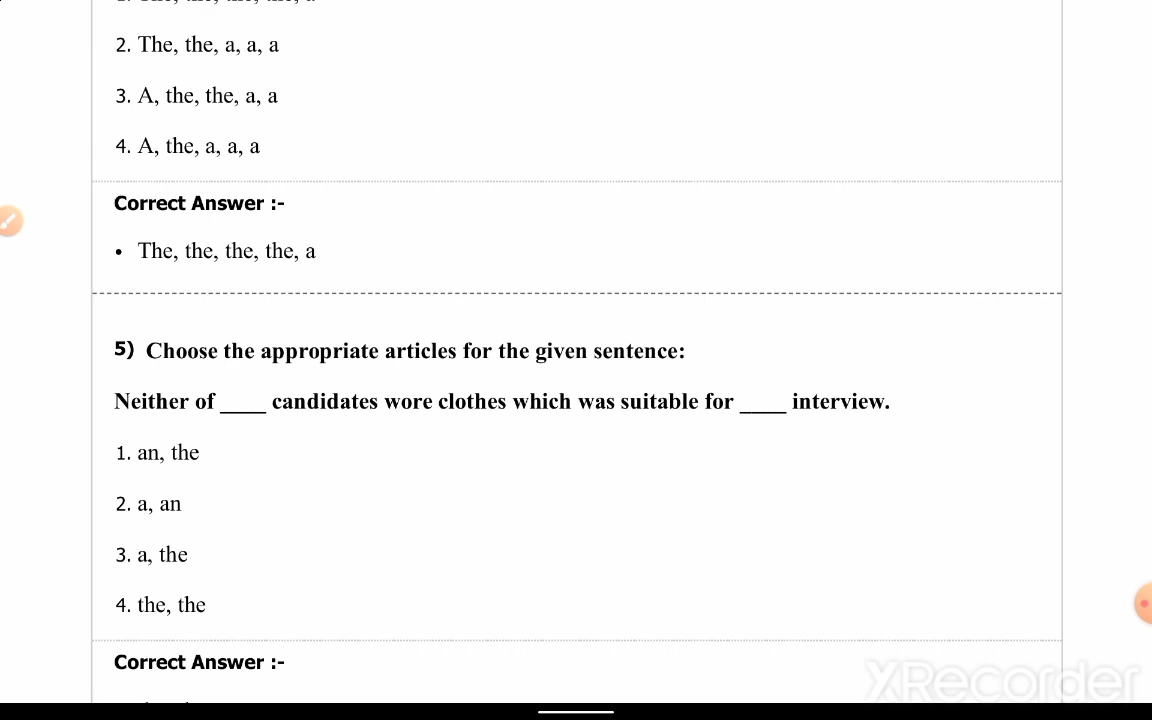 2. The, the, a, a, a
3. A, the, the, a, a
4. A, the, a, a, a
Correct Answer :-
• The, the, the, the, a
5) Choose the appropriate articles for the given sentence:
Neither of ____ candidates wore clothes which was suitable for ____ interview.
1. an, the
2. a, an
3. a, the
4. the, the
Correct Answer :-
XRecorder